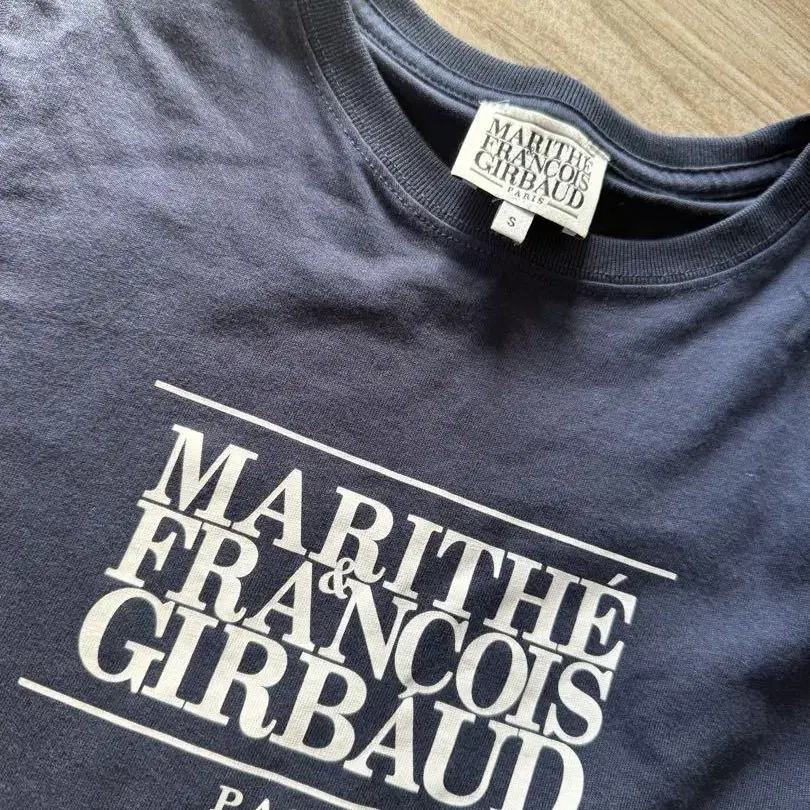 MARITHÉ
&
FRANÇOIS
GIRBAUD
PARIS
S
MARITHÉ
&
FRANÇOIS
GIRBAUD